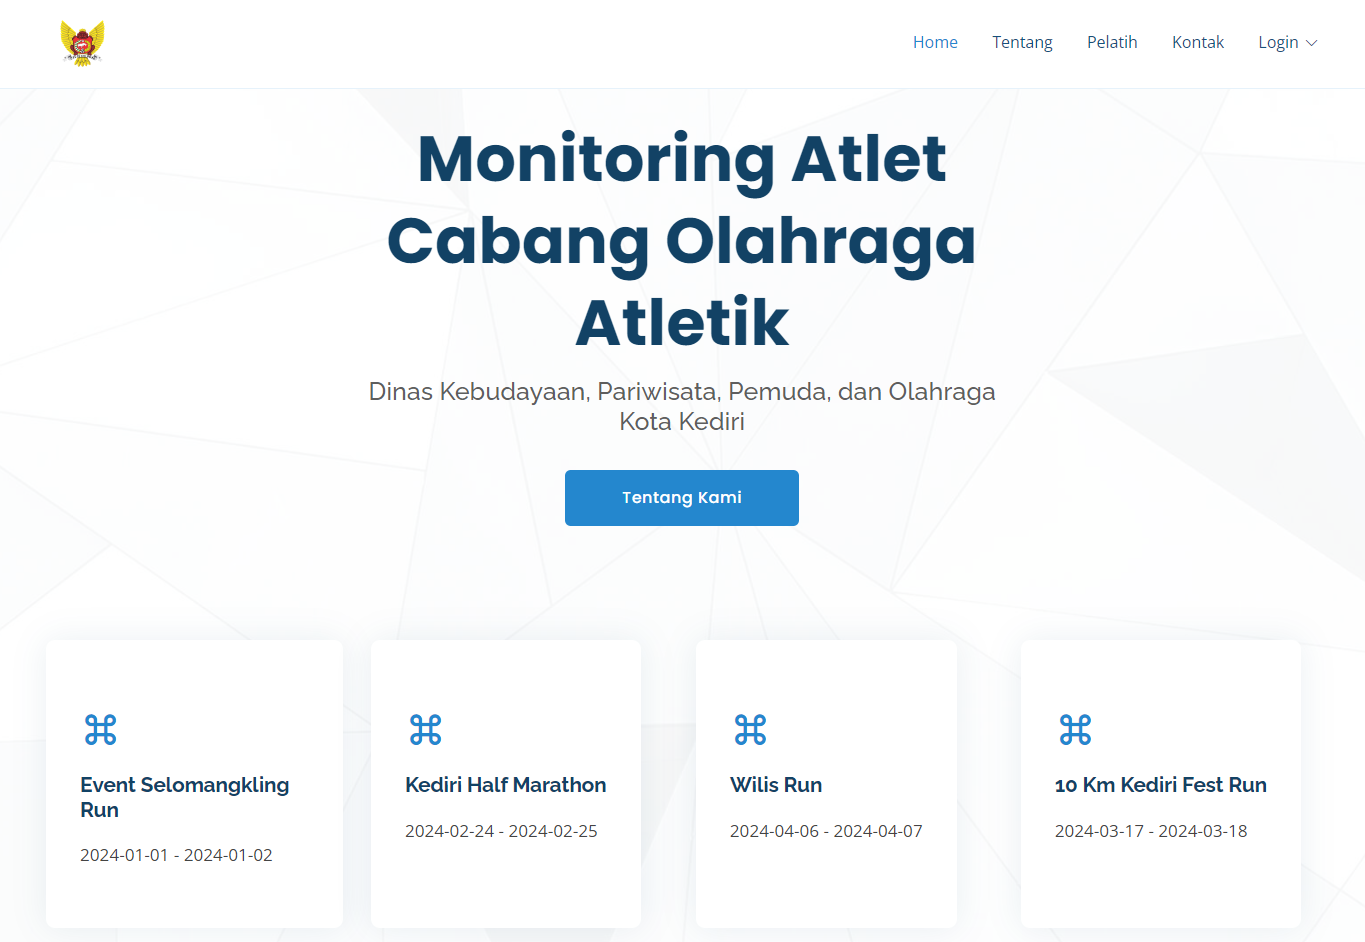 Home Tentang Pelatih Kontak Login
Monitoring Atlet
Cabang Olahraga
Atletik
Dinas Kebudayaan, Pariwisata, Pemuda, dan Olahraga
Kota Kediri
Tentang Kami
Event Selomangkling
Run
2024-01-01 - 2024-01-02
Kediri Half Marathon
2024-02-24 - 2024-02-25
Wilis Run
2024-04-06 - 2024-04-07
10 Km Kediri Fest Run
2024-03-17 - 2024-03-18